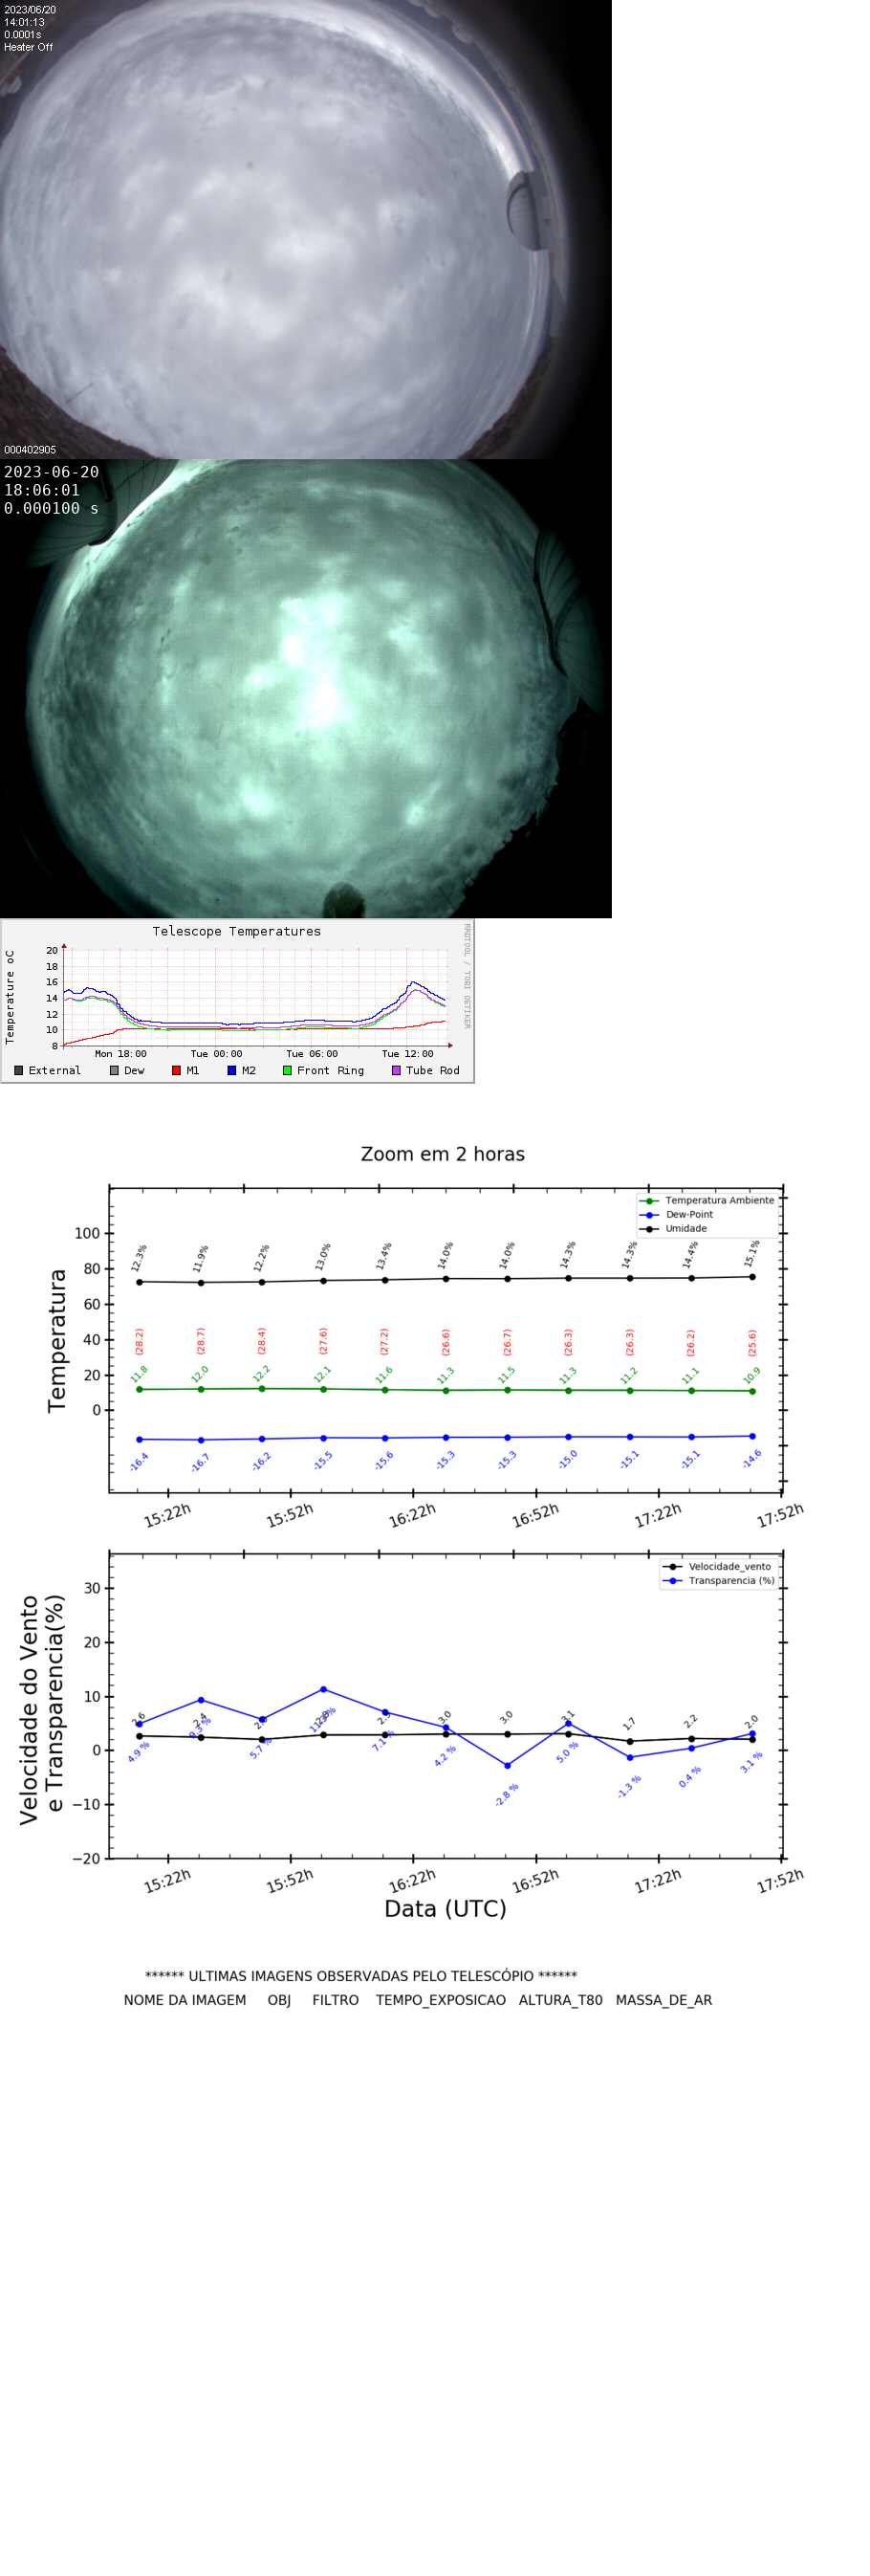 2023/06/20
14:01:13
0.0001s
Heater Off
000402905
2023-06-20
18:06:01
0.000100 s
Telescope Temperatures
RRDTOOL / TOBI OETIKER
Temperature oC
20
18
16
14
12
10
8
Mon 18:00 Tue 00:00 Tue 06:00 Tue 12:00
External Dew M1 M2 Front Ring Tube Rod
Zoom em 2 horas
Temperatura
Temperatura Ambiente
Dew-Point
Umidade
100
80
60
40
20
0
12.3% 11.9% 12.2% 13.0% 13.4% 14.0% 14.0% 14.3% 14.3% 14.4% 15.1%
(28.2) (28.7) (28.4) (27.6) (27.2) (26.6) (26.7) (26.3) (26.3) (26.2) (25.6)
11.8 12.0 12.2 12.1 11.6 11.3 11.5 11.3 11.2 11.1 10.9
-16.4 -16.7 -16.2 -15.5 -15.6 -15.3 -15.3 -15.0 -15.1 -15.1 -14.6
15:22h 15:52h 16:22h 16:52h 17:22h 17:52h
Velocidade do Vento
e Transparencia(%)
Velocidade_vento
Transparencia (%)
30
20
10
0
−10
−20
2.6 2.4 3.0 3.0 3.1 1.7 2.2 2.0
4.9 % 9.3 % 5.7 % 7.1 % 4.2 % -2.8 % 5.0 % -1.3 % 0.4 % 3.1 %
15:22h 15:52h 16:22h 16:52h 17:22h 17:52h
Data (UTC)
****** ULTIMAS IMAGENS OBSERVADAS PELO TELESCÓPIO ******
NOME DA IMAGEM OBJ FILTRO TEMPO_EXPOSICAO ALTURA_T80 MASSA_DE_AR